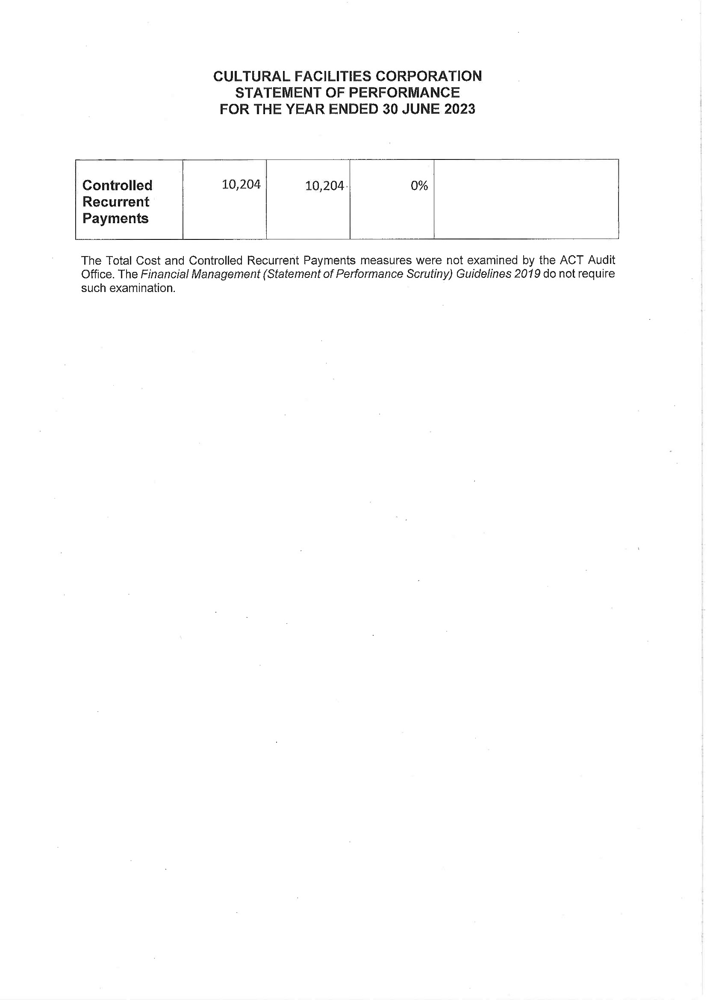 CULTURAL FACILITIES CORPORATION
STATEMENT OF PERFORMANCE
FOR THE YEAR ENDED 30 JUNE 2023
Controlled 10,204 10,204 0%
Recurrent
Payments
The Total Cost and Controlled Recurrent Payments measures were not examined by the ACT Audit
Office. The Financial Management (Statement of Performance Scrutiny) Guidelines 2019 do not require
such examination.